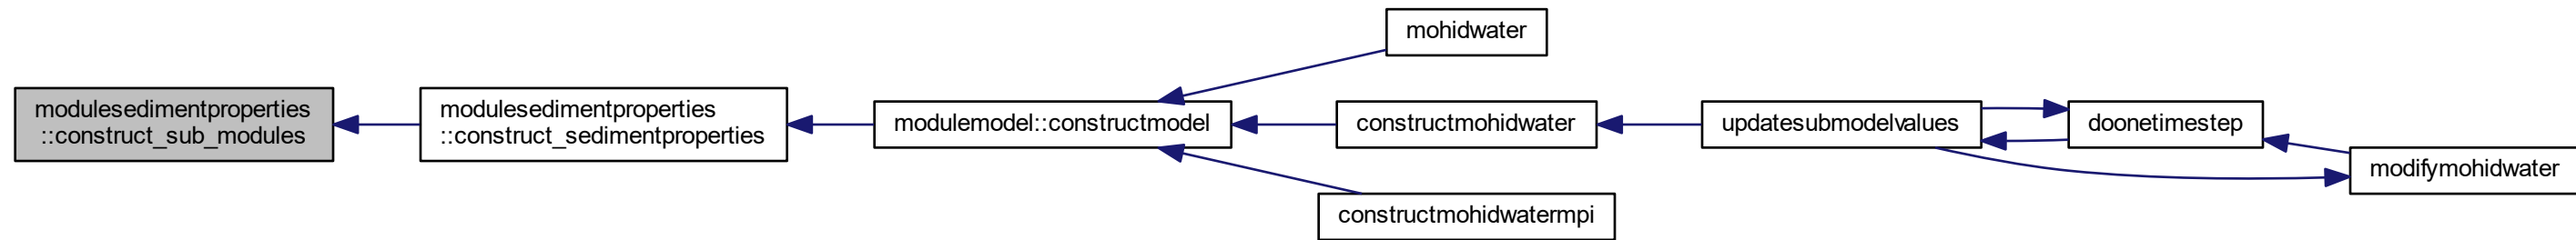 modulesedimentproperties
::construct_sub_modules
modulesedimentproperties
::construct_sedimentproperties
modulemodel::constructmodel
mohidwater
constructmohidwater
constructmohidwatermpi
updatesubmodelvalues
doonetimestep
modifymohidwater